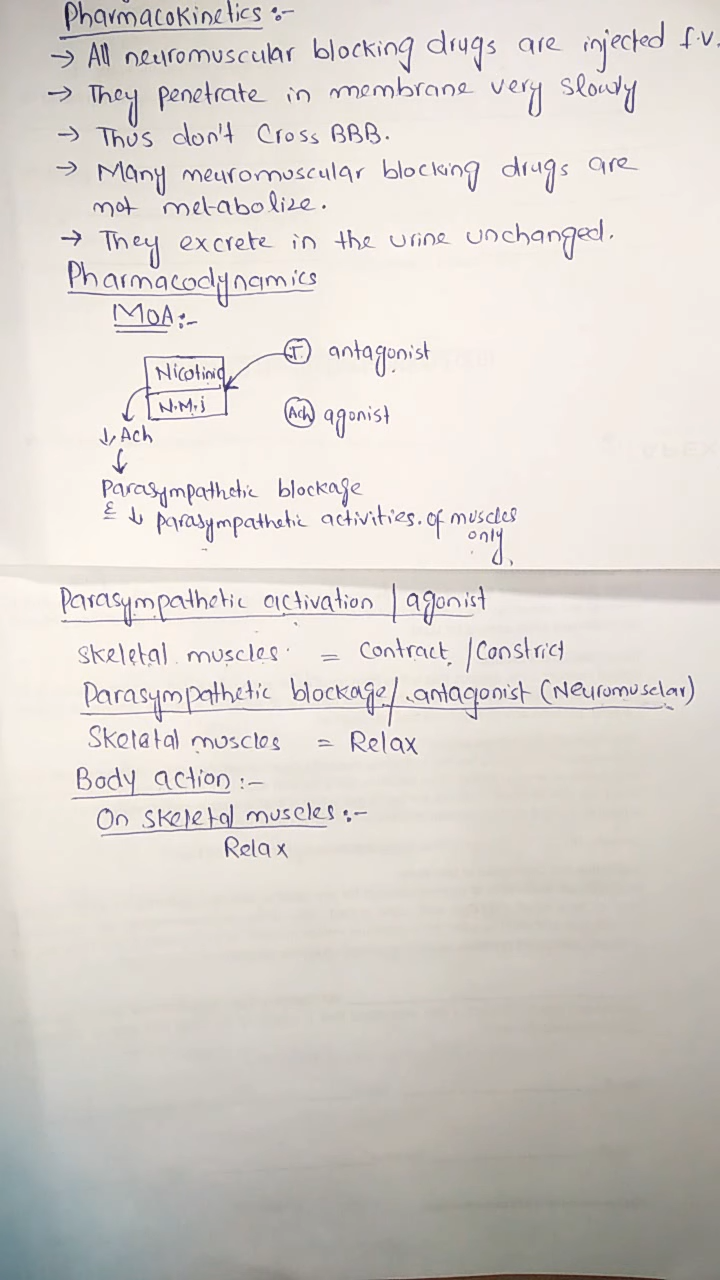 Pharmacokinetics :-
→ All neuromuscular blocking drugs are injected I.V.
→ They penetrate in membrane very slowly
→ Thus don't Cross BBB.
→ Many neuromuscular blocking drugs are
not metabolize.
→ They excrete in the urine unchanged.
Pharmacodynamics
MOA :-
(T.) antagonist
Nicotinic
N.M.j
(Ach) agonist
↓ Ach
↓
Parasympathetic blockage
& ↓ parasympathetic activities. of muscles
only.
Parasympathetic activation / agonist
Skeletal muscles = Contract / Constrict
Parasympathetic blockage / antagonist (Neuromusclar)
Skeletal muscles = Relax
Body action :-
On skeletal muscles :-
Relax